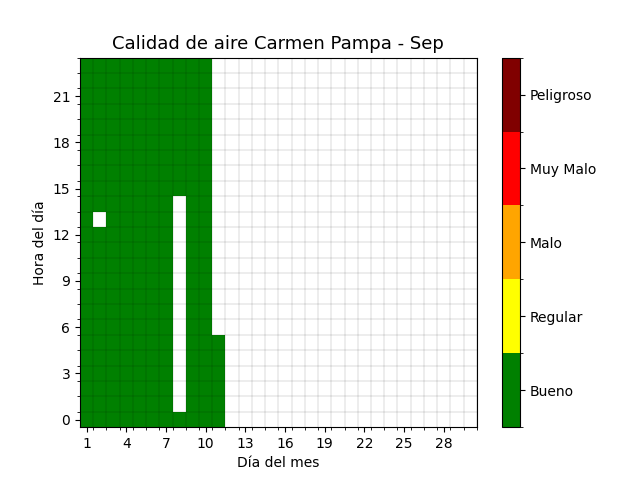 Calidad de aire Carmen Pampa - Sep
Hora del día
21
18
15
12
9
6
3
0
1 4 7 10 13 16 19 22 25 28
Día del mes
Peligroso
Muy Malo
Malo
Regular
Bueno